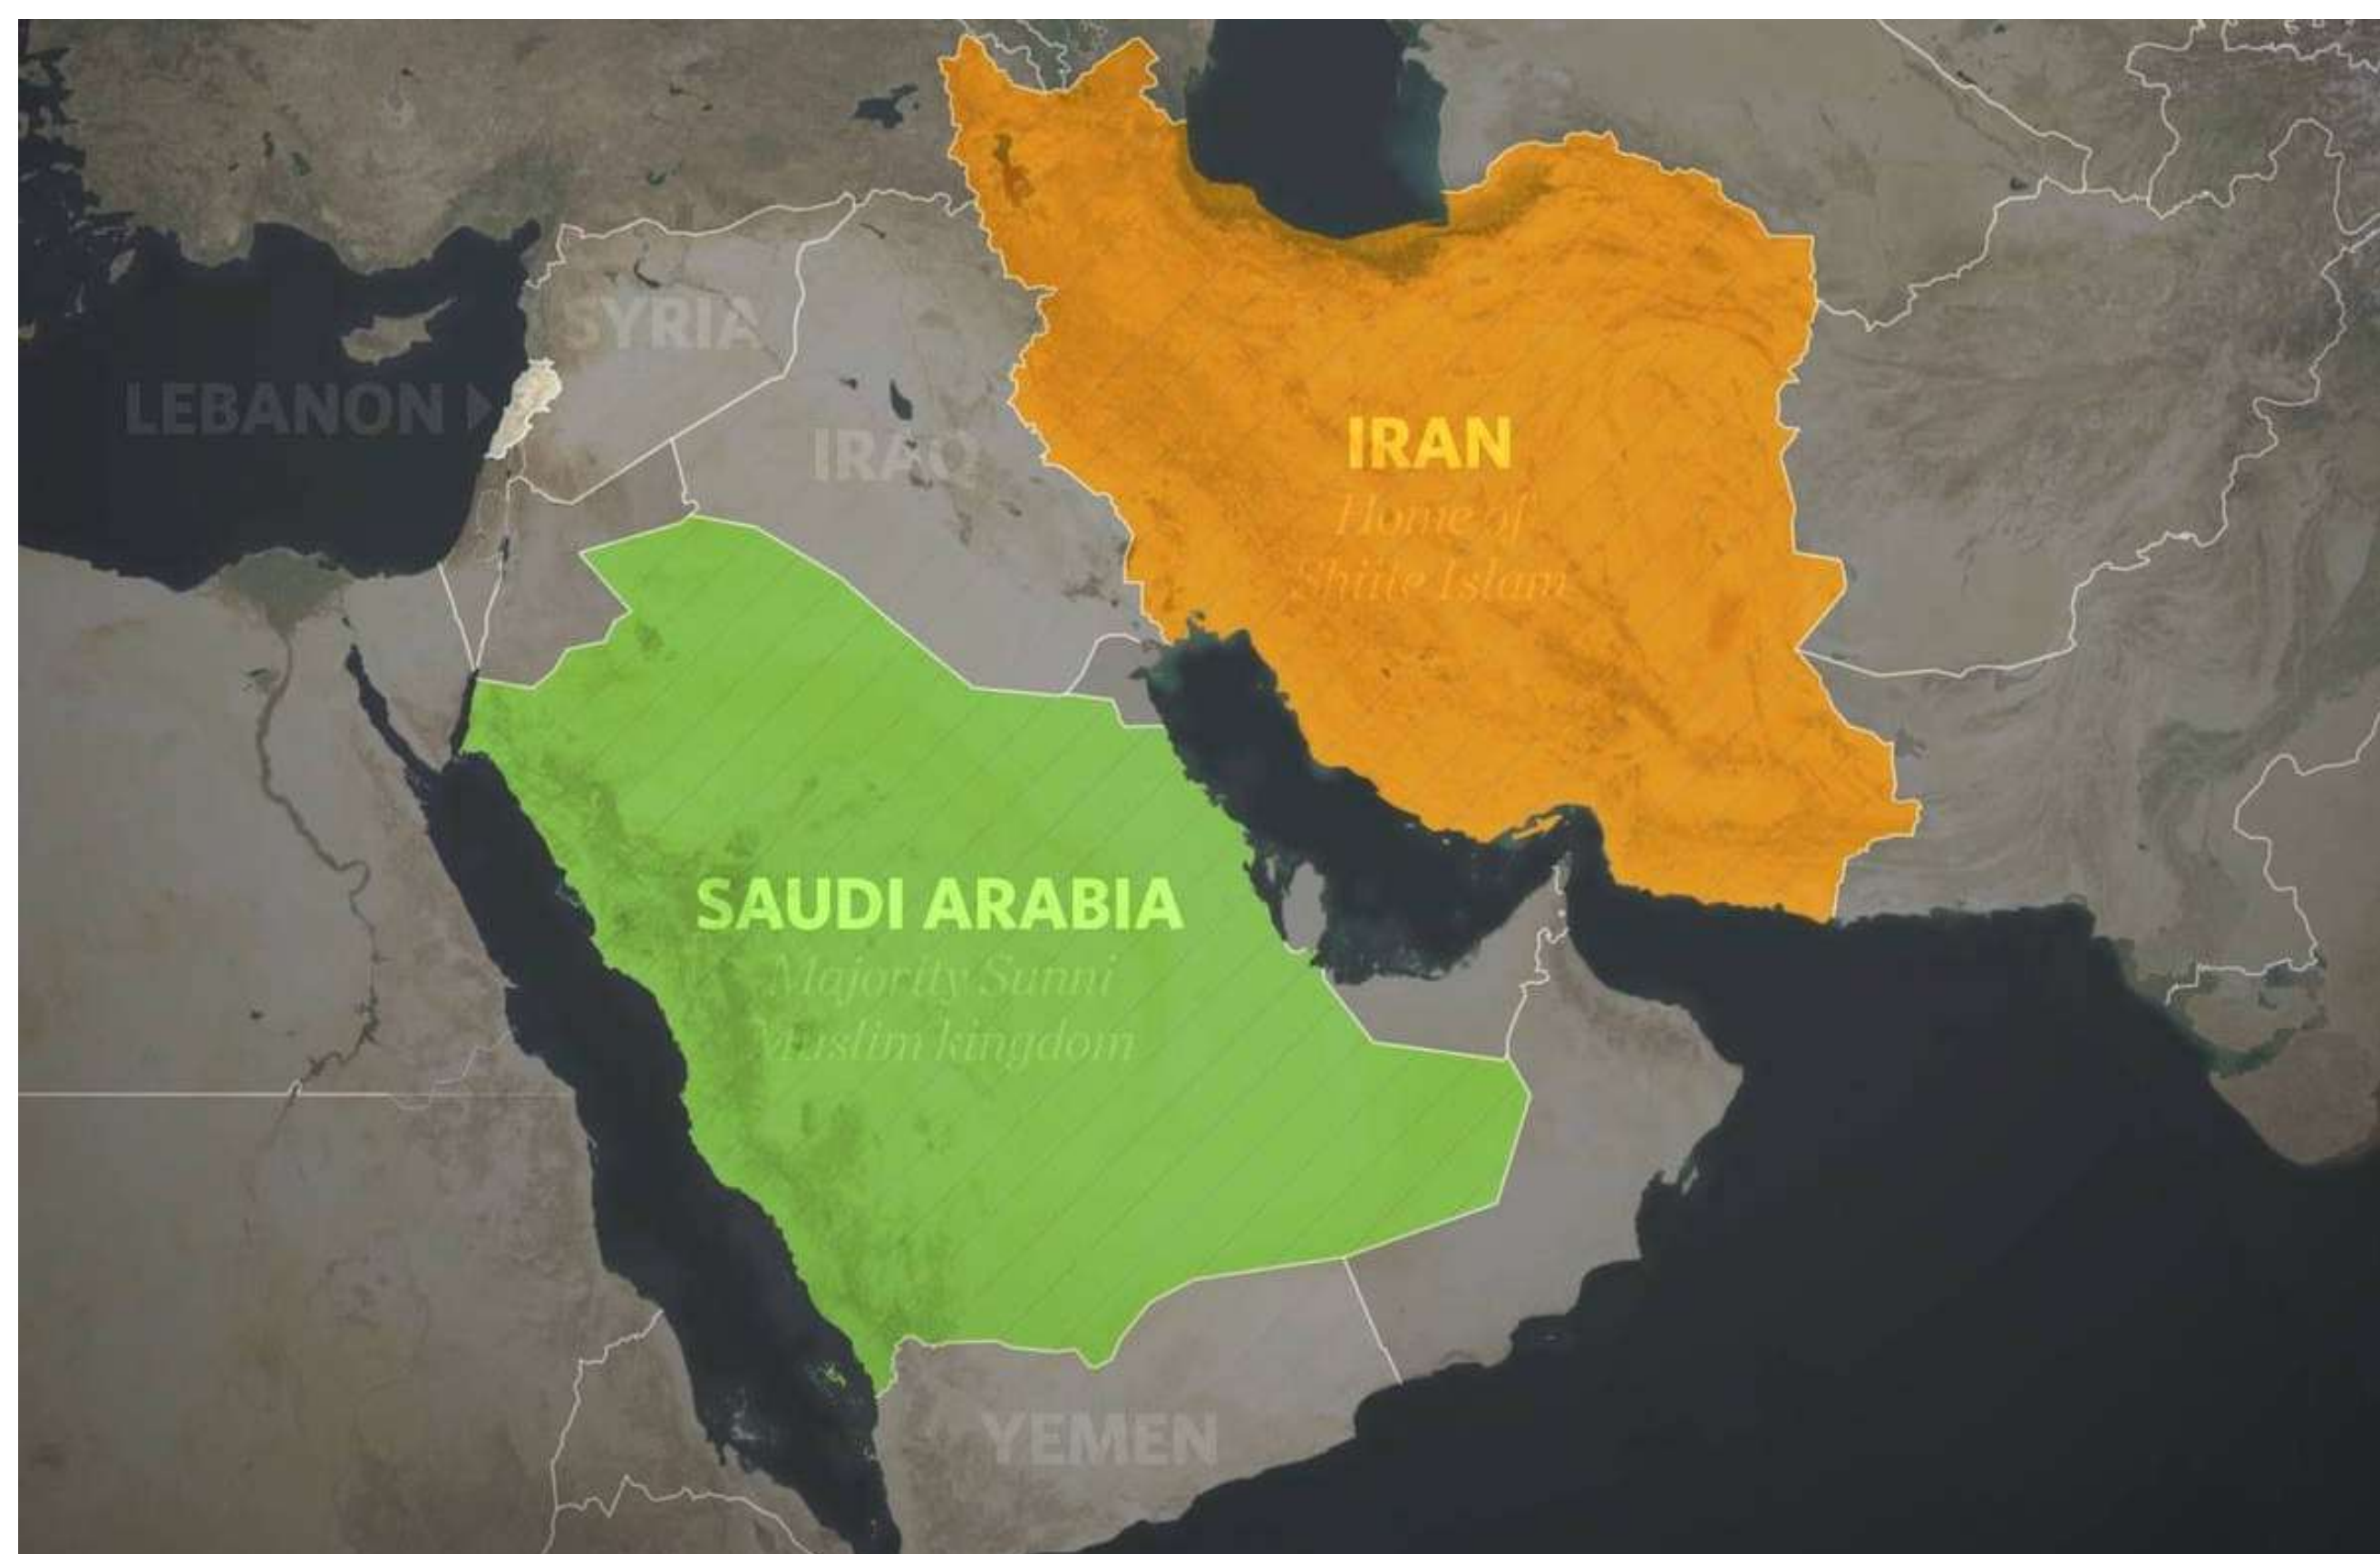 SYRIA
LEBANON
IRAQ
IRAN
Home of
Shiite Islam
SAUDI ARABIA
Majority Sunni
Muslim kingdom
YEMEN